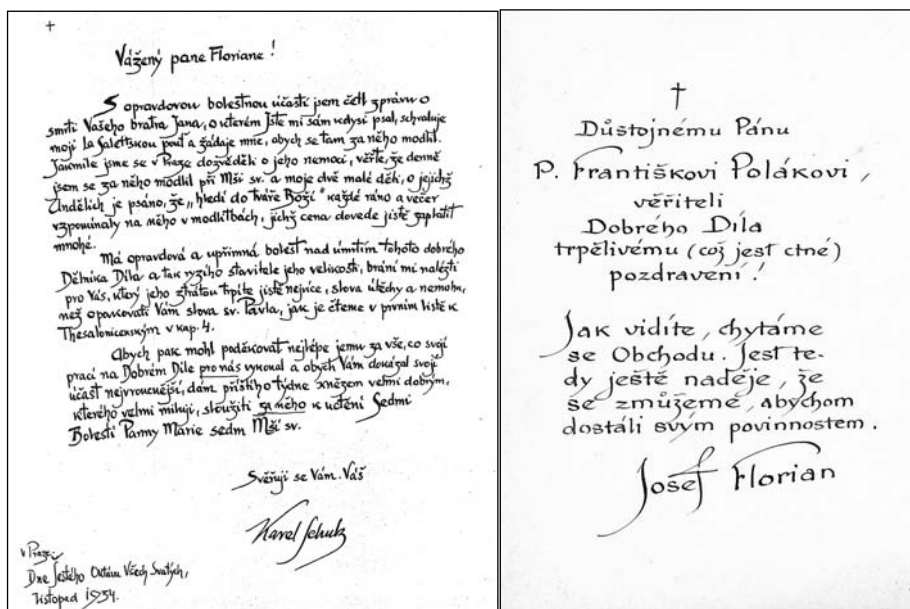 +
Vážený pane Floriane !
S opravdovou bolestnou účastí jsem četl zprávu o
smrti Vašeho bratra Jana, o kterém jste mi sám kdysi psal, schvaluje
moji La Salettskou pouť a žádaje mne, abych se tam za něho modlil.
Jakmile jsme se v Praze dozvěděli o jeho nemoci, věřte, že denně
jsem se za něho modlil při Mši sv. a moje dvě malé děti, o jejichž
Andělích je psáno, že „hledí do tváře Boží" každé ráno a večer
vzpomínaly na něho v modlitbách, jichž cena dovede jistě zaplatit
mnohé.
Má opravdová a upřímná bolest nad úmrtím tohoto dobrého
Dělníka Díla a tak ryzího stavitele jeho velikosti, brání mi nalézti
pro Vás, který jeho ztrátou trpíte jistě nejvíce, slova útěchy a nemohu,
než opakovati Vám slova sv. Pavla, jak je čteme v prvním listě k
Thesalonicenským v kap. 4.
Abych pak mohl poděkovat nejlépe jemu za vše, co svojí
prací na Dobrém Díle pro nás vykonal a abych Vám dokázal svoje
účast nejvroucnější, dám příštího týdne knězem velmi dobrým,
kterého velmi miluji, sloužiti za něho k uctění Sedmi
Bolestí Panny Marie sedm Mší sv.
Svěřuji se Vám. Váš
Karel Schulz
v Praze,
Dne šestého Oktávu Všech Svatých,
listopad 1934.
†
Důstojnému Pánu
P. Františkovi Polákovi,
věřiteli
Dobrého Díla
trpělivému (což jest ctné)
pozdravení !
Jak vidíte, chytáme
se Obchodu. Jest te-
dy ještě naděje, že
se zmůžeme, abychom
dostáli svým povinnostem.
Josef Florian